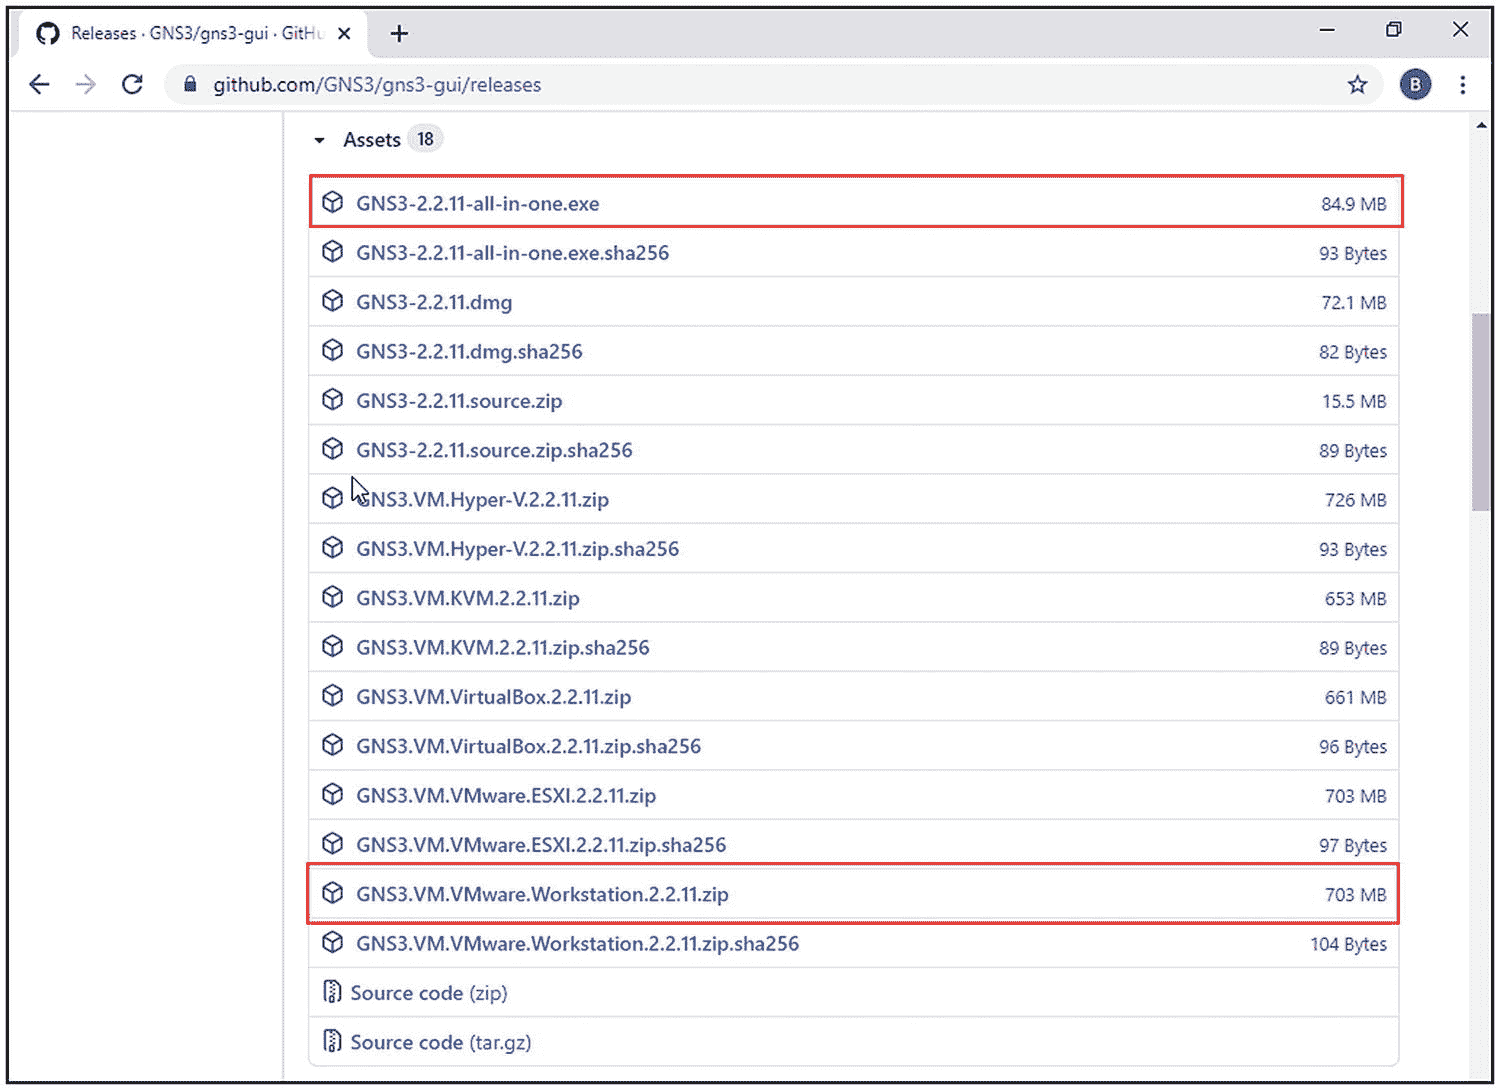 Releases · GNS3/gns3-gui · GitHu
github.com/GNS3/gns3-gui/releases
B
Assets 18
GNS3-2.2.11-all-in-one.exe 84.9 MB
GNS3-2.2.11-all-in-one.exe.sha256 93 Bytes
GNS3-2.2.11.dmg 72.1 MB
GNS3-2.2.11.dmg.sha256 82 Bytes
GNS3-2.2.11.source.zip 15.5 MB
GNS3-2.2.11.source.zip.sha256 89 Bytes
GNS3.VM.Hyper-V.2.2.11.zip 726 MB
GNS3.VM.Hyper-V.2.2.11.zip.sha256 93 Bytes
GNS3.VM.KVM.2.2.11.zip 653 MB
GNS3.VM.KVM.2.2.11.zip.sha256 89 Bytes
GNS3.VM.VirtualBox.2.2.11.zip 661 MB
GNS3.VM.VirtualBox.2.2.11.zip.sha256 96 Bytes
GNS3.VM.VMware.ESXI.2.2.11.zip 703 MB
GNS3.VM.VMware.ESXI.2.2.11.zip.sha256 97 Bytes
GNS3.VM.VMware.Workstation.2.2.11.zip 703 MB
GNS3.VM.VMware.Workstation.2.2.11.zip.sha256 104 Bytes
Source code (zip)
Source code (tar.gz)